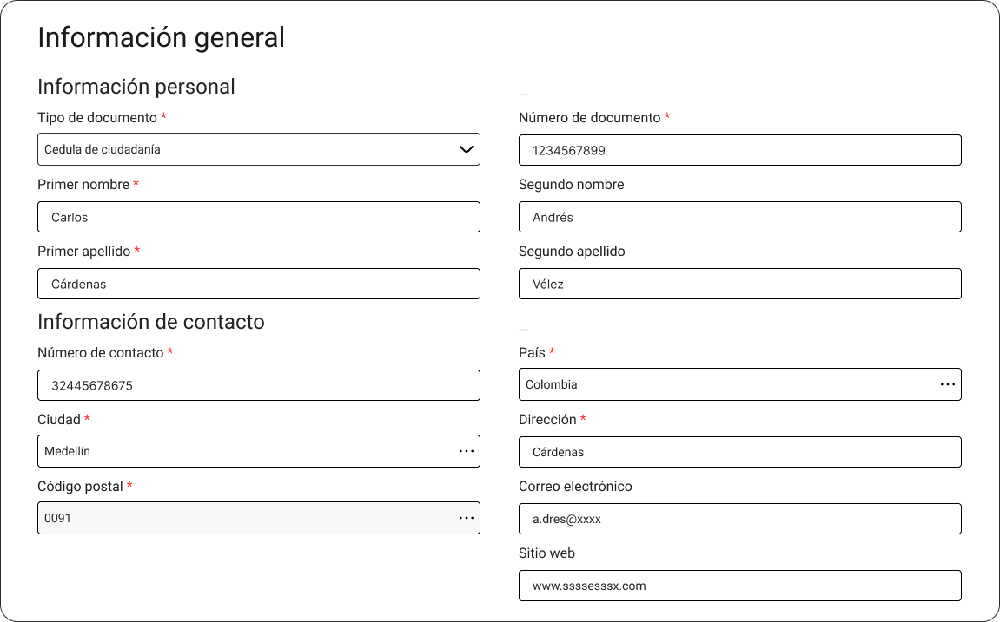 Información general
Información personal
Tipo de documento *
Número de documento *
Cedula de ciudadanía
1234567899
Primer nombre *
Segundo nombre
Carlos
Andrés
Primer apellido *
Segundo apellido
Cárdenas
Vélez
Información de contacto
Número de contacto *
País *
32445678675
Colombia
Ciudad *
Dirección *
Medellín
Cárdenas
Código postal *
Correo electrónico
0091
a.dres@xxxx
Sitio web
www.ssssesssx.com